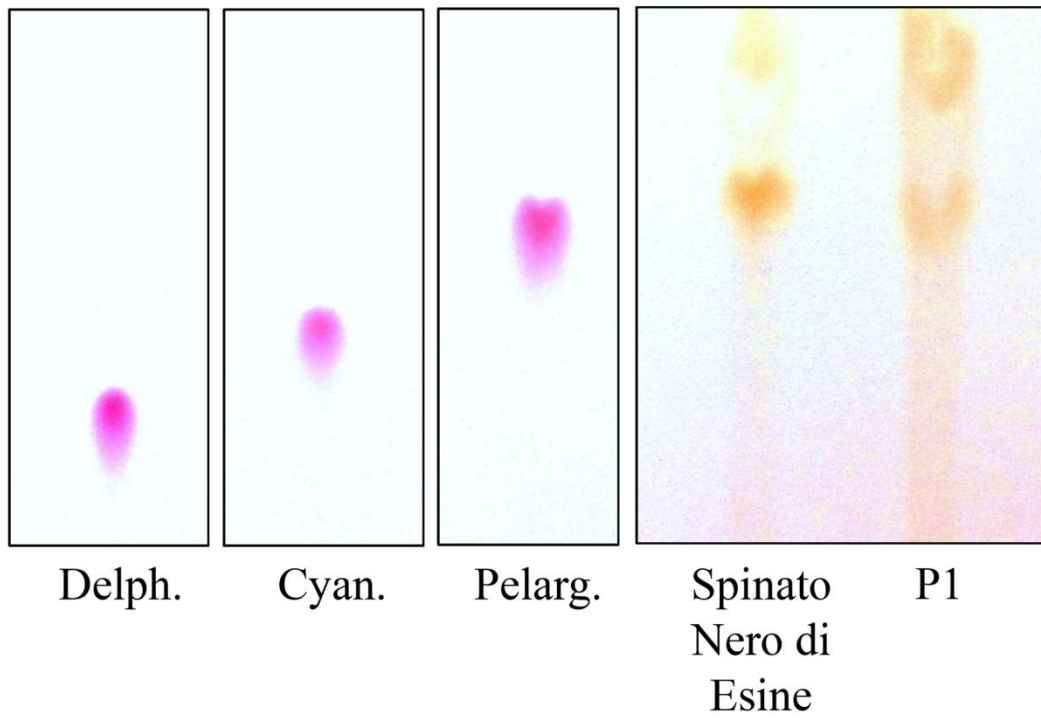 Delph.
Cyan.
Pelarg.
Spinato
Nero di
Esine
P1